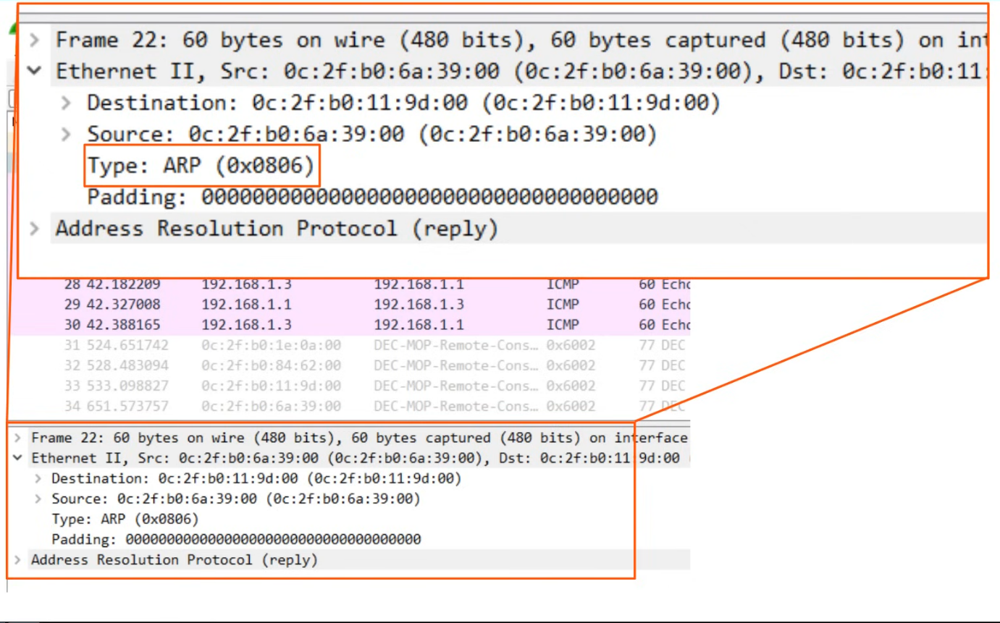 Frame 22: 60 bytes on wire (480 bits), 60 bytes captured (480 bits) on int
Ethernet II, Src: 0c:2f:b0:6a:39:00 (0c:2f:b0:6a:39:00), Dst: 0c:2f:b0:11:
Destination: 0c:2f:b0:11:9d:00 (0c:2f:b0:11:9d:00)
Source: 0c:2f:b0:6a:39:00 (0c:2f:b0:6a:39:00)
Type: ARP (0x0806)
Padding: 000000000000000000000000000000000000
Address Resolution Protocol (reply)
28 42.182209 192.168.1.3 192.168.1.1 ICMP 60 Echo
29 42.327008 192.168.1.1 192.168.1.3 ICMP 60 Echo
30 42.388165 192.168.1.3 192.168.1.1 ICMP 60 Echo
31 524.651742 0c:2f:b0:1e:0a:00 DEC-MOP-Remote-Cons… 0x6002 77 DEC
32 528.483094 0c:2f:b0:84:62:00 DEC-MOP-Remote-Cons… 0x6002 77 DEC
33 533.098827 0c:2f:b0:11:9d:00 DEC-MOP-Remote-Cons… 0x6002 77 DEC
34 651.573757 0c:2f:b0:6a:39:00 DEC-MOP-Remote-Cons… 0x6002 77 DEC
Frame 22: 60 bytes on wire (480 bits), 60 bytes captured (480 bits) on interface
Ethernet II, Src: 0c:2f:b0:6a:39:00 (0c:2f:b0:6a:39:00), Dst: 0c:2f:b0:11:9d:00
Destination: 0c:2f:b0:11:9d:00 (0c:2f:b0:11:9d:00)
Source: 0c:2f:b0:6a:39:00 (0c:2f:b0:6a:39:00)
Type: ARP (0x0806)
Padding: 000000000000000000000000000000000000
Address Resolution Protocol (reply)